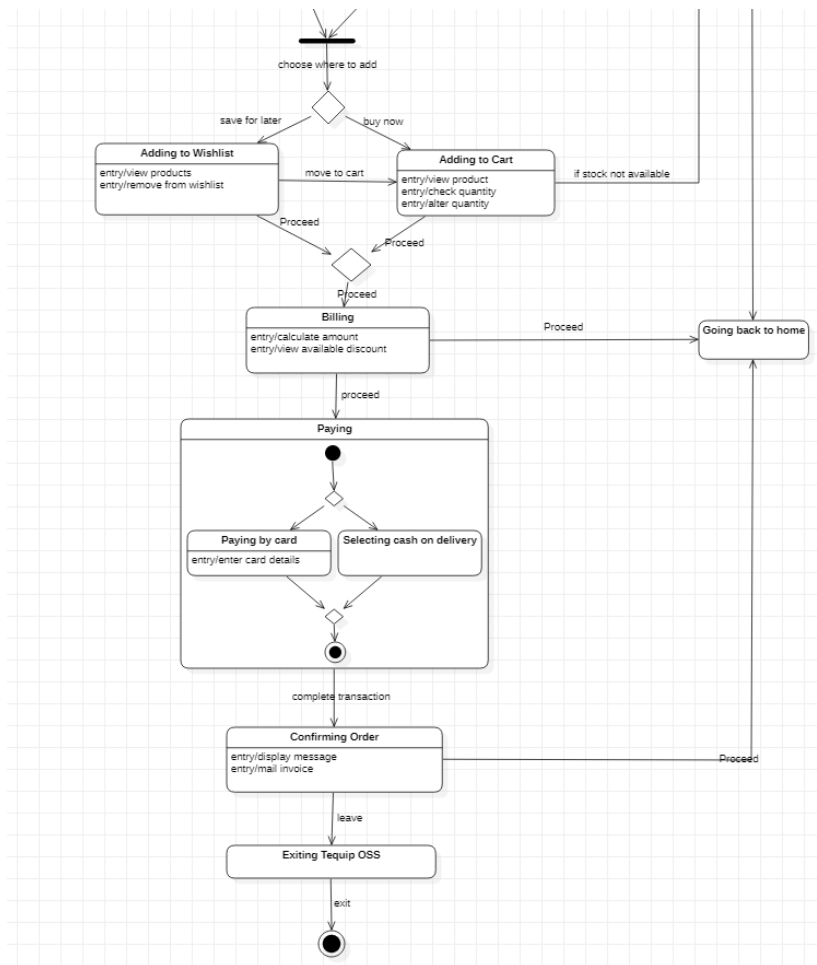 choose where to add
save for later
buy now
Adding to Wishlist
entry/view products
entry/remove from wishlist
move to cart
Adding to Cart
entry/view product
entry/check quantity
entry/alter quantity
if stock not available
Proceed
Proceed
Proceed
Billing
entry/calculate amount
entry/view available discount
Proceed
Going back to home
proceed
Paying
Paying by card
entry/enter card details
Selecting cash on delivery
complete transaction
Confirming Order
entry/display message
entry/mail invoice
Proceed
leave
Exiting Tequip OSS
exit